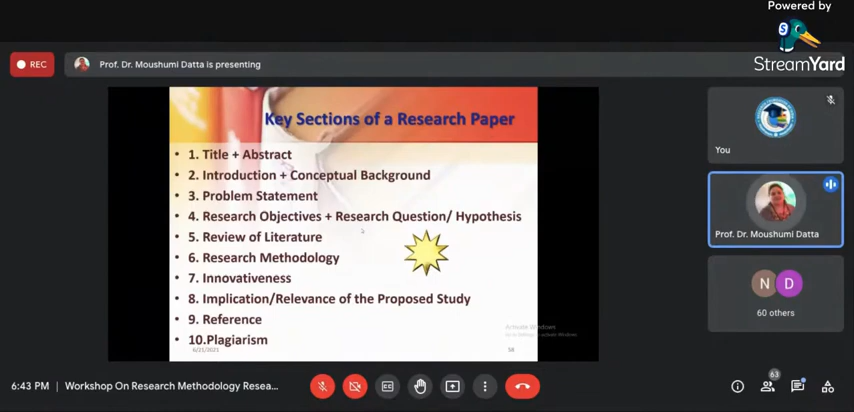 Powered by
StreamYard
REC
Prof. Dr. Moushumi Datta is presenting
Key Sections of a Research Paper
• 1. Title + Abstract
• 2. Introduction + Conceptual Background
• 3. Problem Statement
• 4. Research Objectives + Research Question/ Hypothesis
• 5. Review of Literature
• 6. Research Methodology
• 7. Innovativeness
• 8. Implication/Relevance of the Proposed Study
• 9. Reference
• 10.Plagiarism
Activate Windows
You
Prof. Dr. Moushumi Datta
N D
60 others
6:43 PM | Workshop On Research Methodology Resea...
63